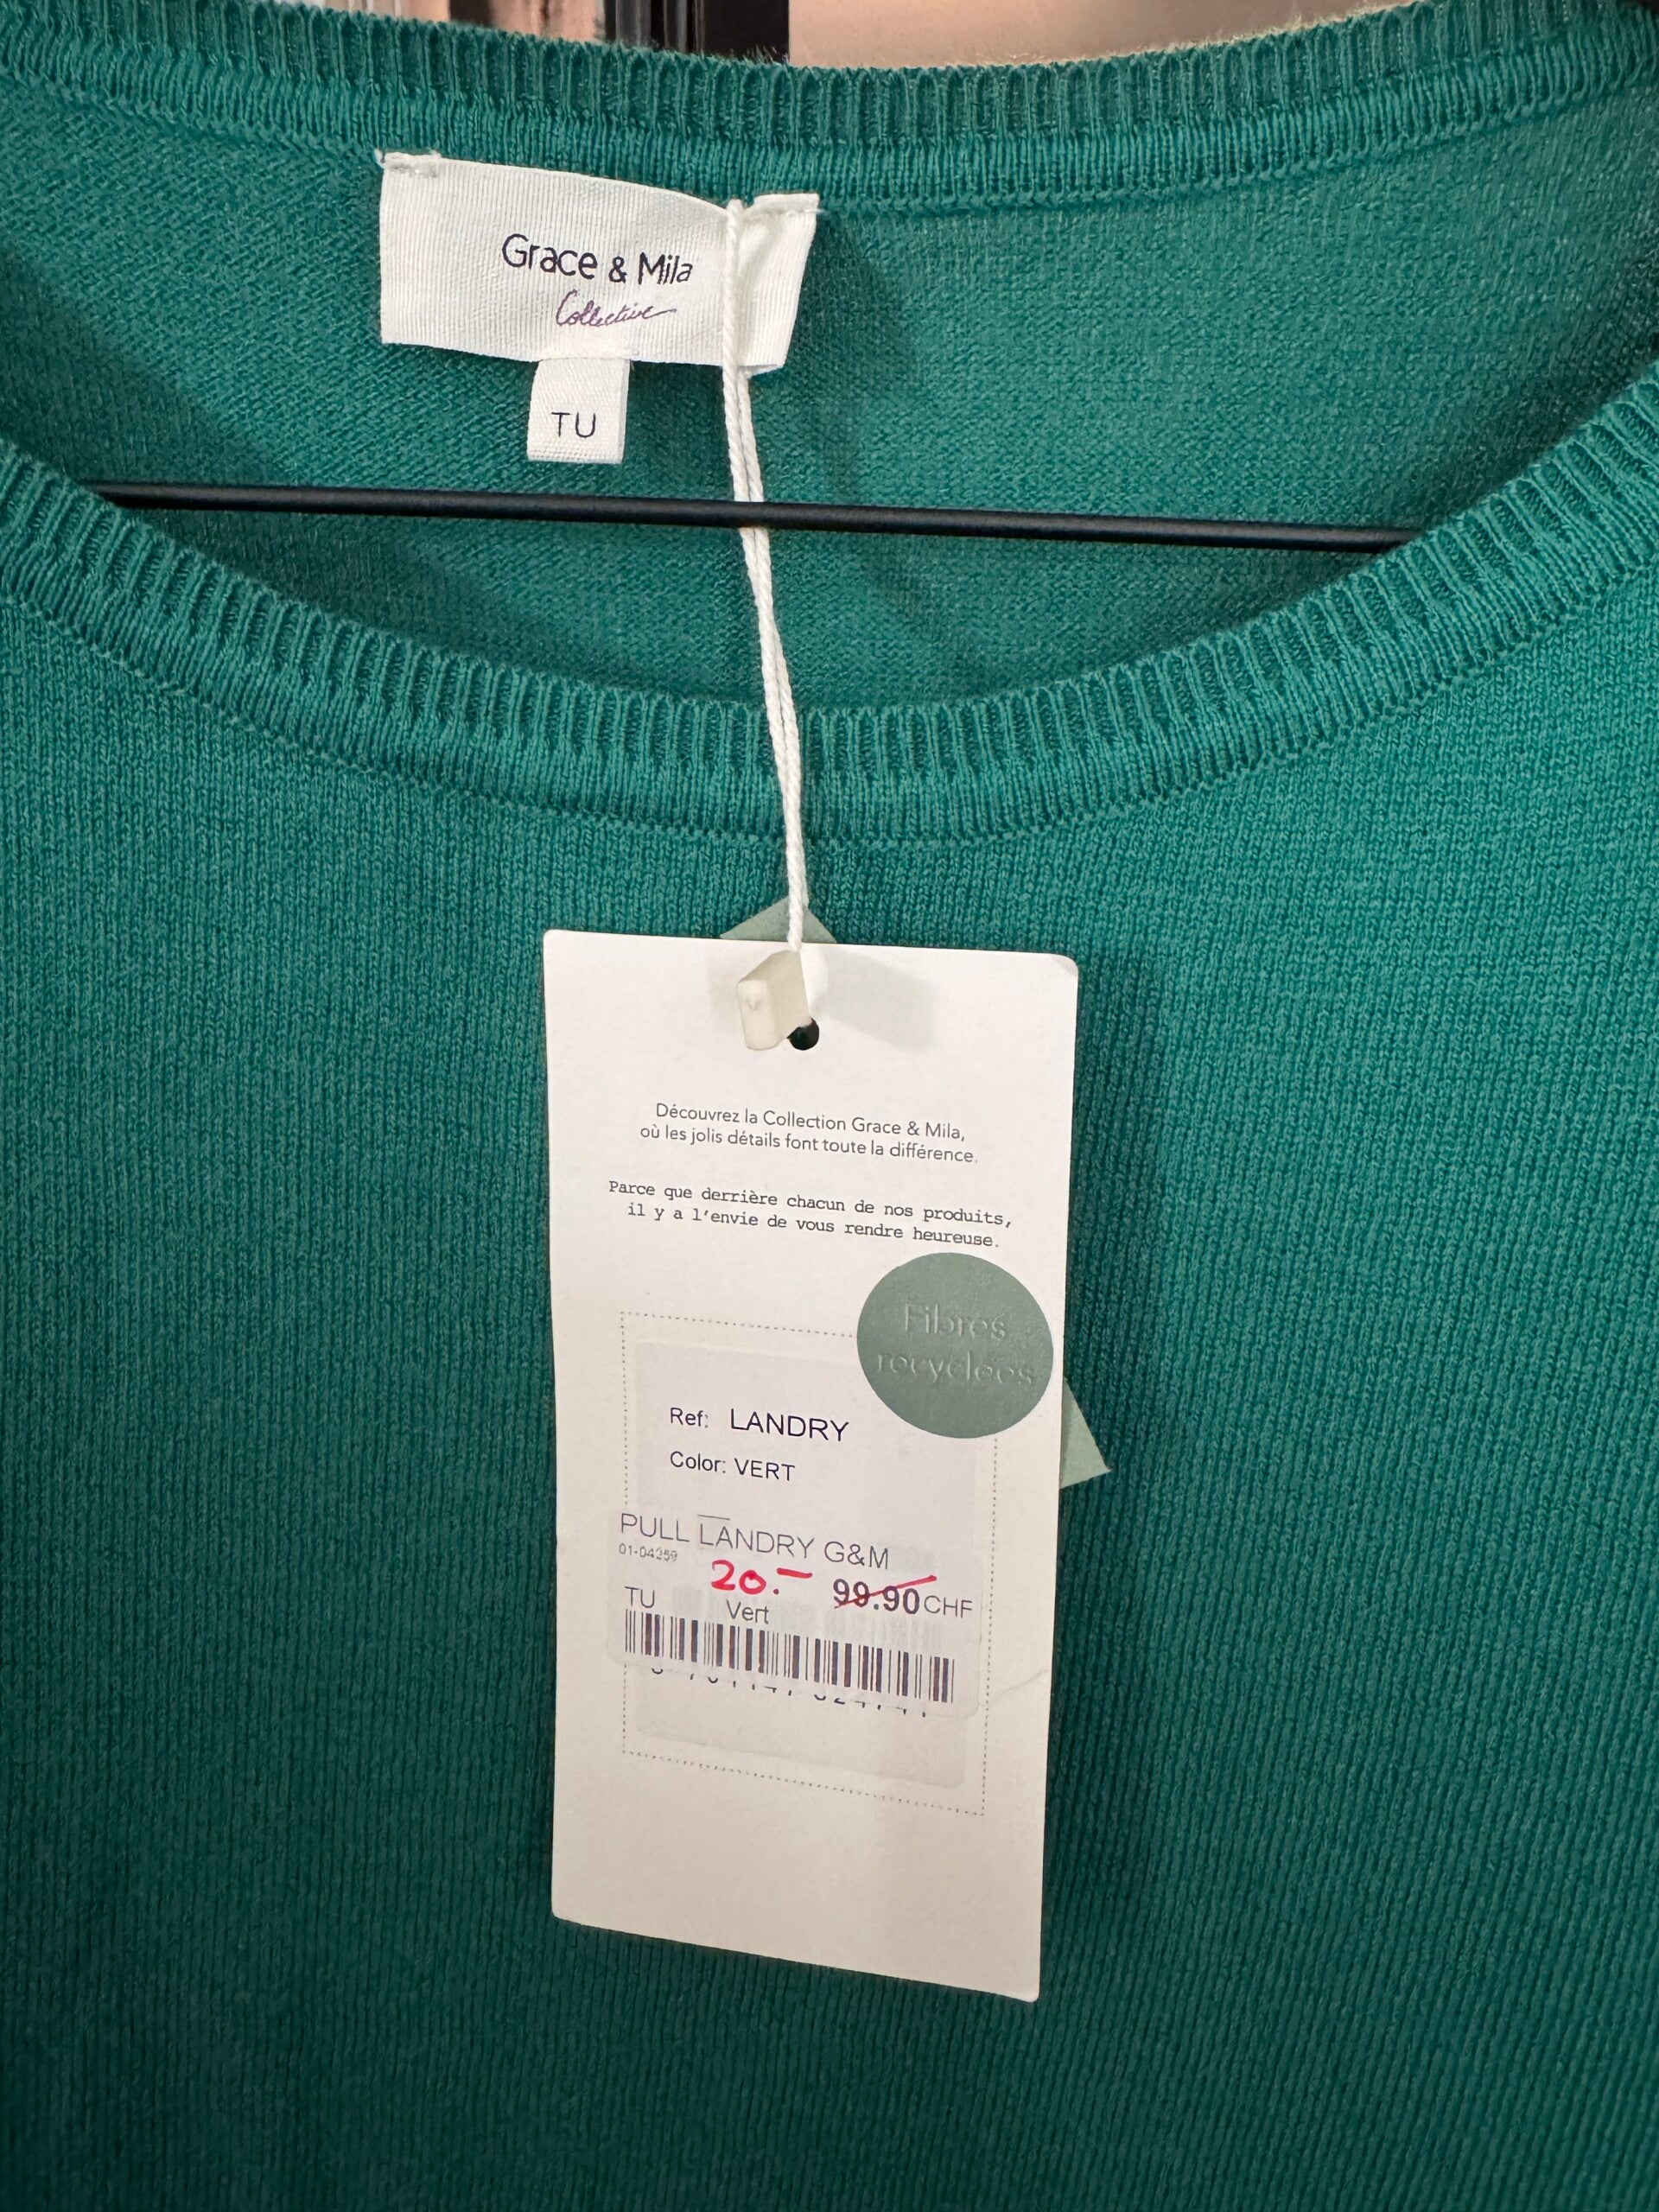 Grace & Mila
Collective
TU
Découvrez la Collection Grace & Mila,
où les jolis détails font toute la différence.
Parce que derrière chacun de nos produits,
il y a l'envie de vous rendre heureuse.
Fibres
recyclées
Ref: LANDRY
Color: VERT
PULL LANDRY G&M
01-04259
20.- 99.90 CHF
TU Vert